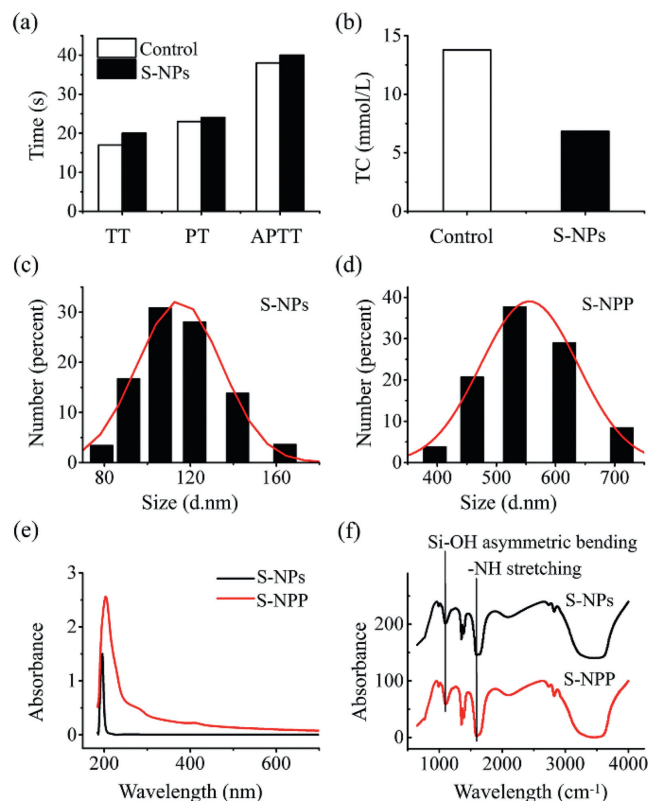 (a)
Control
S-NPs
40
30
20
10
0
Time (s)
TT PT APTT
(b)
15
10
5
0
TC (mmol/L)
Control S-NPs
(c)
S-NPs
30
20
10
0
Number (percent)
80 120 160
Size (d.nm)
(d)
S-NPP
40
30
20
10
0
Number (percent)
400 500 600 700
Size (d.nm)
(e)
S-NPs
S-NPP
3
2
1
0
Absorbance
200 400 600
Wavelength (nm)
(f)
Si-OH asymmetric bending
-NH stretching
S-NPs
S-NPP
200
100
0
Absorbance
1000 2000 3000 4000
Wavelength (cm⁻¹)